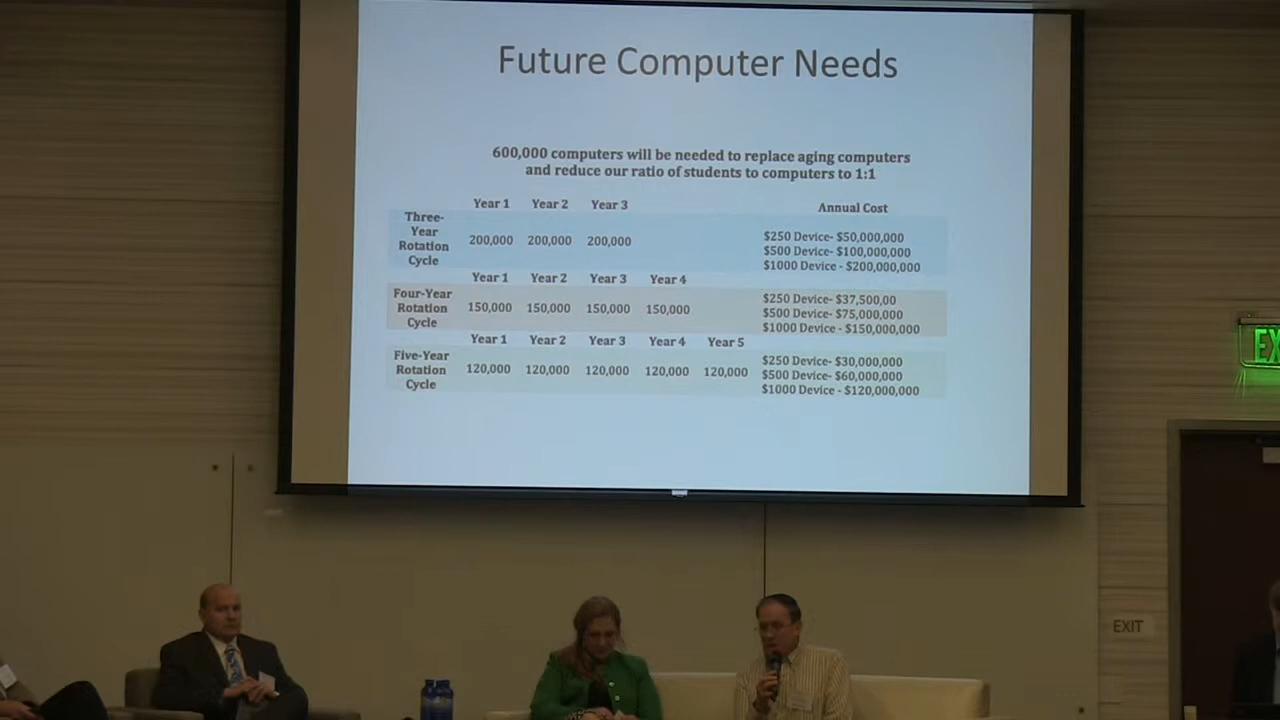 Future Computer Needs
600,000 computers will be needed to replace aging computers
and reduce our ratio of students to computers to 1:1
Year 1 Year 2 Year 3 Annual Cost
Three-
Year
Rotation
Cycle
200,000 200,000 200,000
$250 Device- $50,000,000
$500 Device- $100,000,000
$1000 Device - $200,000,000
Year 1 Year 2 Year 3 Year 4
Four-Year
Rotation
Cycle
150,000 150,000 150,000 150,000
$250 Device- $37,500,00
$500 Device- $75,000,000
$1000 Device - $150,000,000
Year 1 Year 2 Year 3 Year 4 Year 5
Five-Year
Rotation
Cycle
120,000 120,000 120,000 120,000 120,000
$250 Device- $30,000,000
$500 Device- $60,000,000
$1000 Device - $120,000,000
EX
EXIT